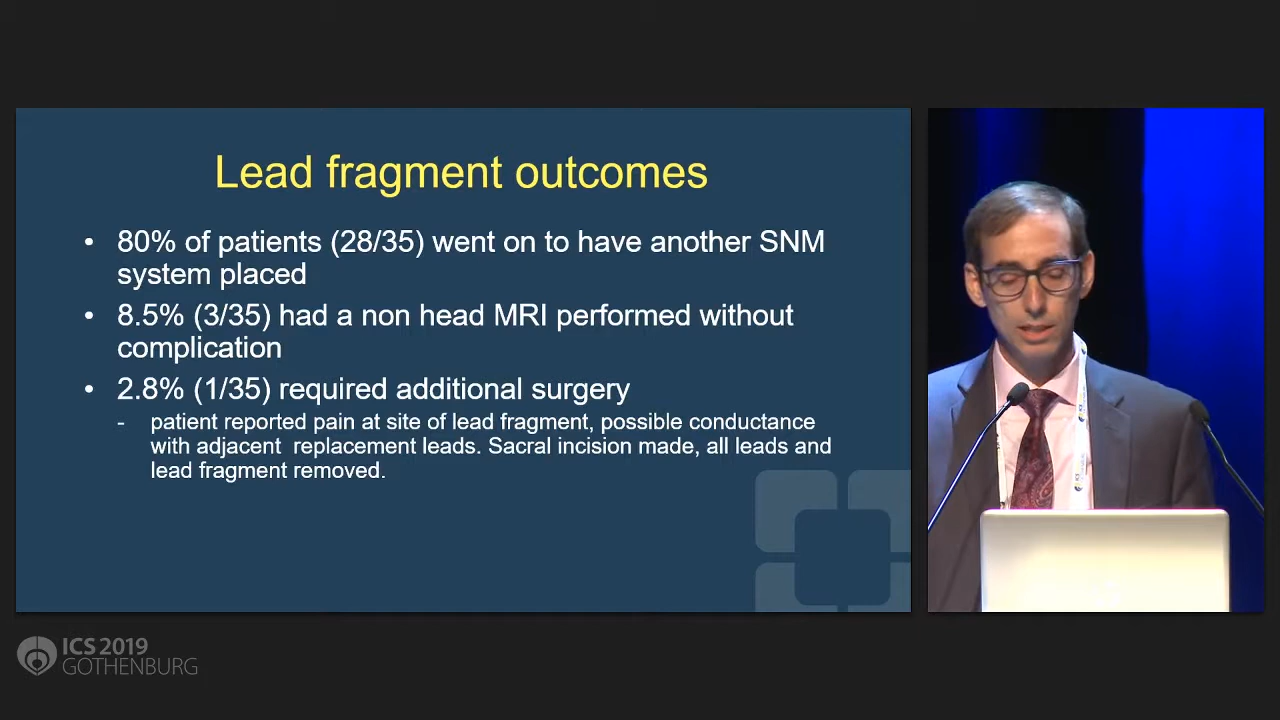 Lead fragment outcomes
• 80% of patients (28/35) went on to have another SNM
system placed
• 8.5% (3/35) had a non head MRI performed without
complication
• 2.8% (1/35) required additional surgery
- patient reported pain at site of lead fragment, possible conductance
with adjacent  replacement leads. Sacral incision made, all leads and
lead fragment removed.
ICS 2019
GOTHENBURG